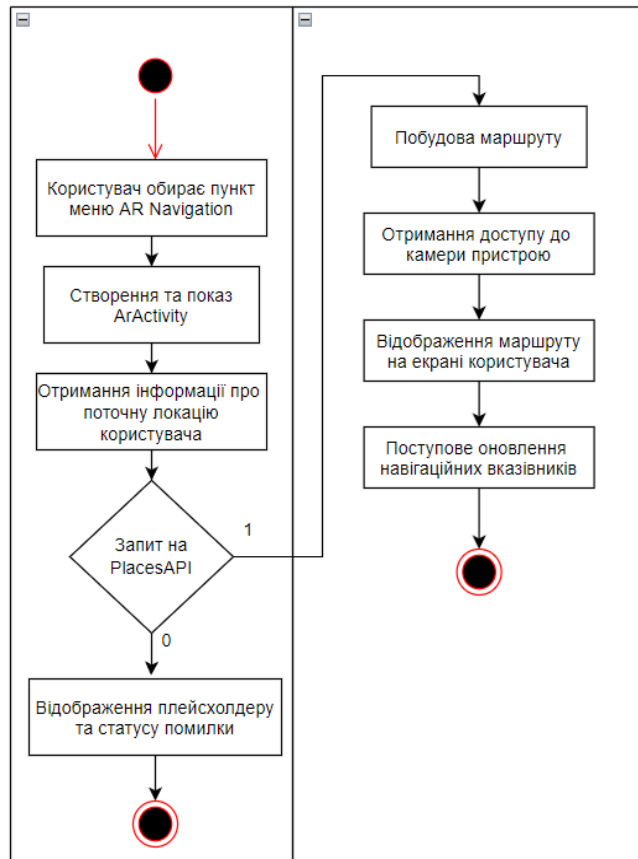 Користувач обирає пункт
меню AR Navigation
Створення та показ
ArActivity
Отримання інформації про
поточну локацію
користувача
Запит на
PlacesAPI
1
0
Відображення плейсхолдеру
та статусу помилки
Побудова маршруту
Отримання доступу до
камери пристрою
Відображення маршруту
на екрані користувача
Поступове оновлення
навігаційних вказівників